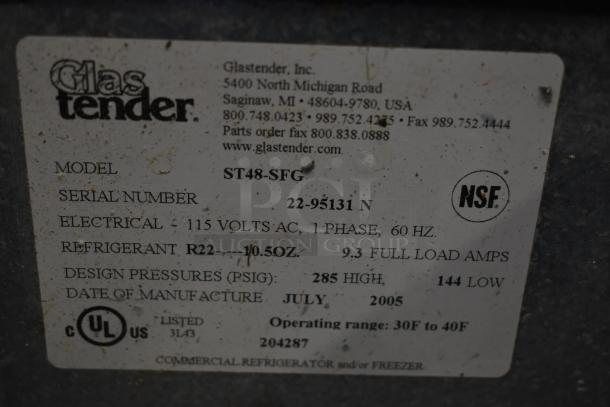 Glas
tender.
Glastender, Inc.
5400 North Michigan Road
Saginaw, MI • 48604-9780, USA
800.748.0423 • 989.752.4275 • Fax 989.752.4444
Parts order fax 800.838.0888
www.glastender.com
MODEL ST48-SFG
SERIAL NUMBER 22-95131 N
NSF
ELECTRICAL - 115 VOLTS AC, 1 PHASE, 60 HZ.
REFRIGERANT R22----10.5OZ. 9.3 FULL LOAD AMPS
AUCTION GROUP
DESIGN PRESSURES (PSIG): 285 HIGH, 144 LOW
DATE OF MANUFACTURE JULY 2005
C UL US LISTED 3L43 Operating range: 30F to 40F
204287
COMMERCIAL REFRIGERATOR and/or FREEZER